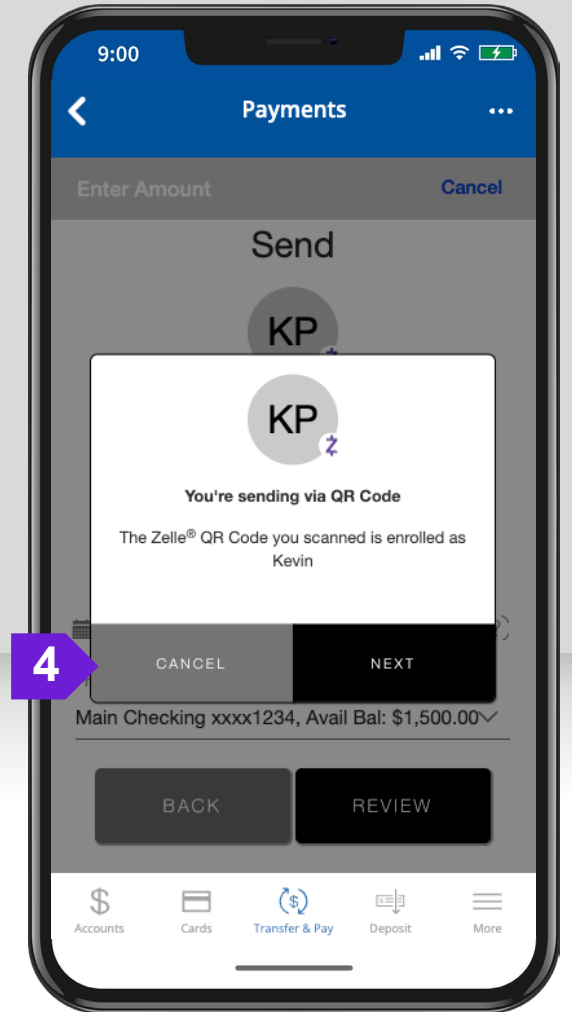 9:00
Payments
Enter Amount
Cancel
Send
KP
KP
You're sending via QR Code
The Zelle® QR Code you scanned is enrolled as
Kevin
4
CANCEL
NEXT
Main Checking xxxx1234, Avail Bal: $1,500.00
BACK
REVIEW
Accounts
Cards
Transfer & Pay
Deposit
More